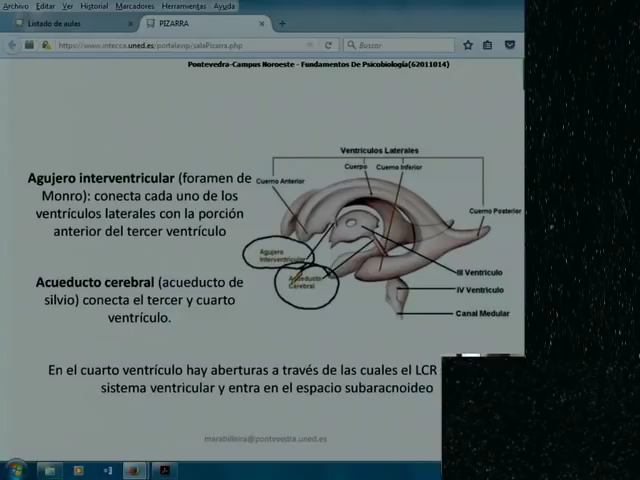 Archivo Editar Ver Historial Marcadores Herramientas Ayuda
Listado de aulas
PIZARRA
https://www.intecca.uned.es/portalavip/salaPizarra.php
Buscar
Pontevedra-Campus Noroeste - Fundamentos De Psicobiología(62011014)
Agujero interventricular (foramen de
Monro): conecta cada uno de los
ventrículos laterales con la porción
anterior del tercer ventrículo
Acueducto cerebral (acueducto de
silvio) conecta el tercer y cuarto
ventrículo.
Ventrículos Laterales
Cuerno Anterior
Cuerpo
Cuerno Inferior
Cuerno Posterior
Agujero
Interventricular
Acueducto
Cerebral
III Ventrículo
IV Ventrículo
Canal Medular
En el cuarto ventrículo hay aberturas a través de las cuales el LCR
sistema ventricular y entra en el espacio subaracnoideo